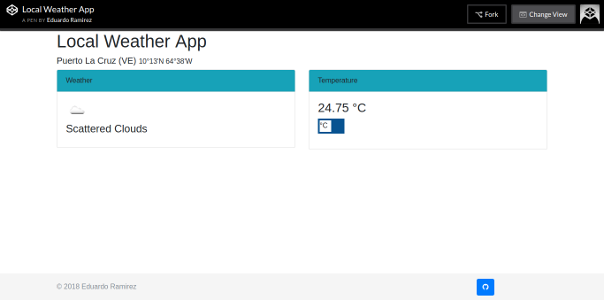 Local Weather App
A PEN BY Eduardo Ramirez
Fork
Change View
Local Weather App
Puerto La Cruz (VE) 10°13'N 64°38'W
Weather
Temperature
Scattered Clouds
24.75 °C
°C
© 2018 Eduardo Ramirez